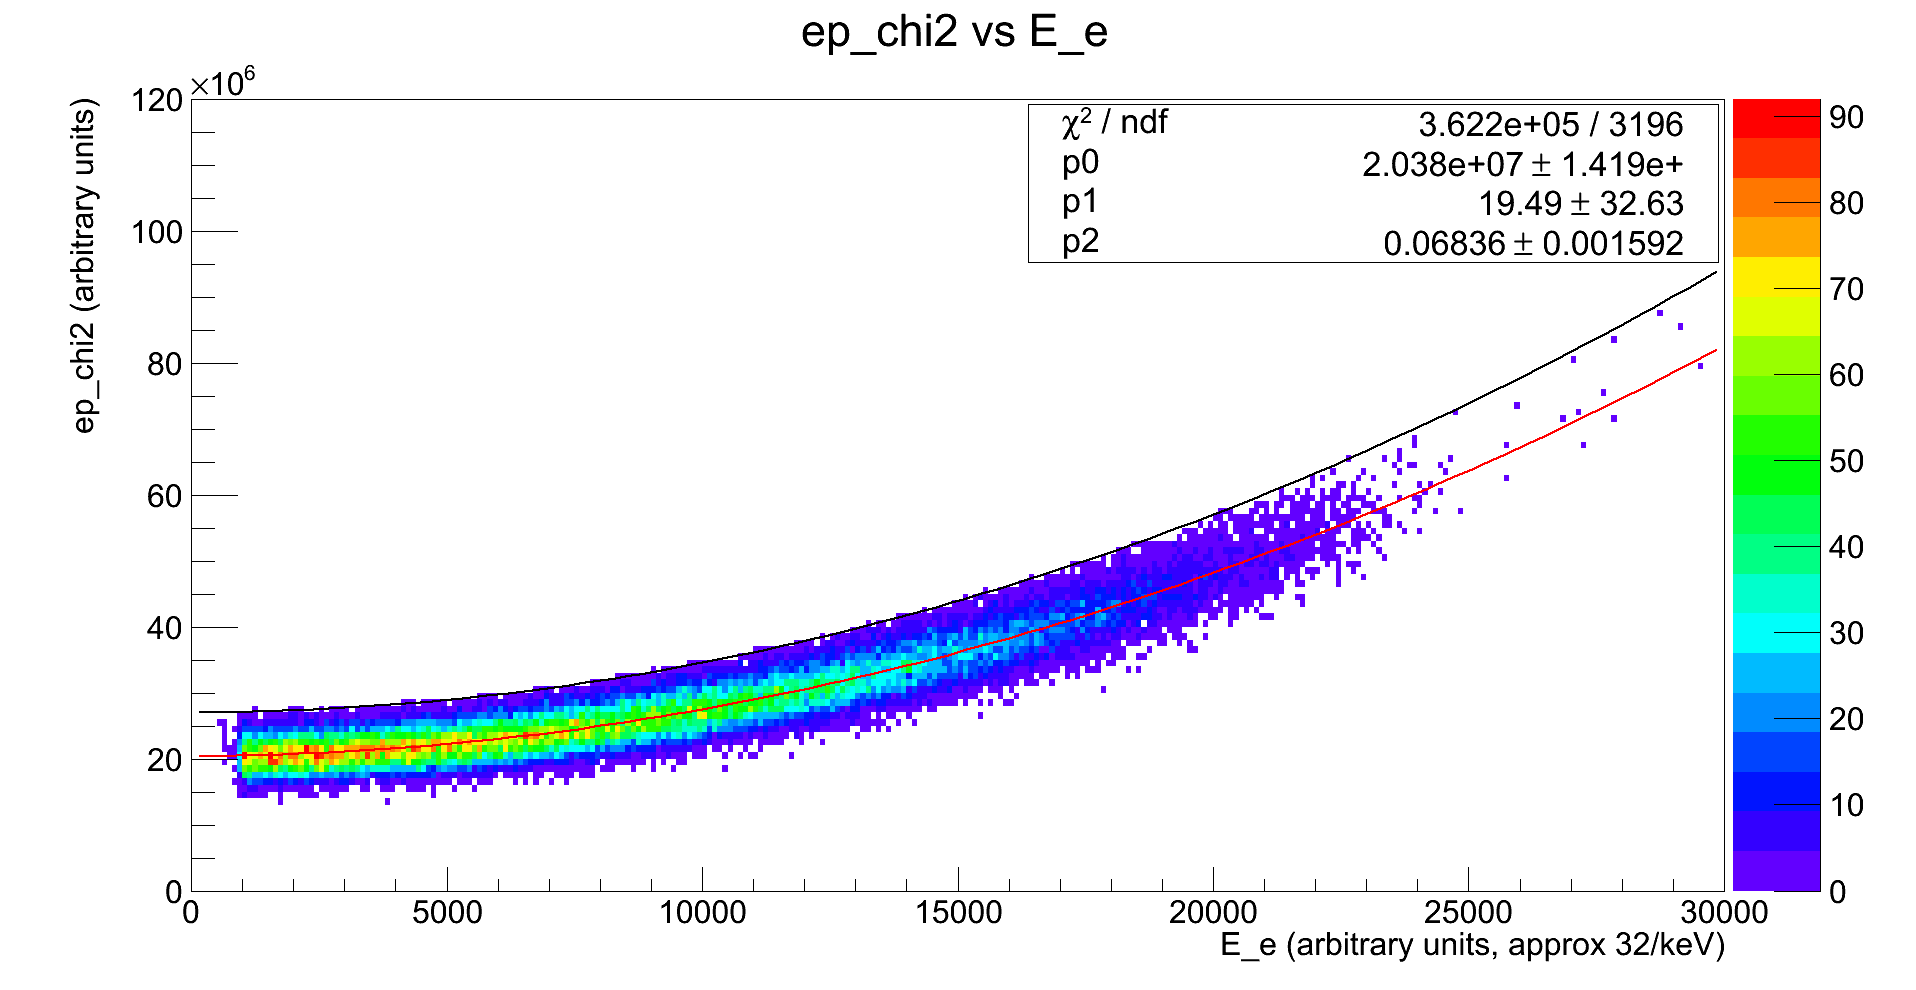 ep_chi2 vs E_e
×10⁶
ep_chi2 (arbitrary units)
120
100
80
60
40
20
0
χ² / ndf 3.622e+05 / 3196
p0 2.038e+07 ± 1.419e+
p1 19.49 ± 32.63
p2 0.06836 ± 0.001592
90
80
70
60
50
40
30
20
10
0
0 5000 10000 15000 20000 25000 30000
E_e (arbitrary units, approx 32/keV)